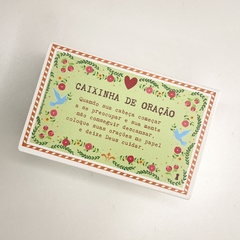 CAIXINHA DE ORAÇÃO
Quando sua cabeça começar
a se preocupar e sua mente
não conseguir descansar,
coloque suas orações no papel
e deixe Deus cuidar.